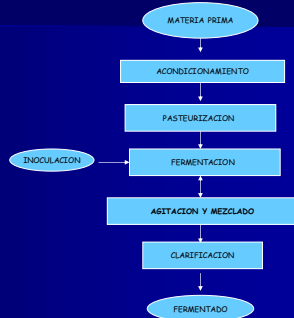 MATERIA PRIMA
ACONDICIONAMIENTO
PASTEURIZACION
INOCULACION
FERMENTACION
AGITACION Y MEZCLADO
CLARIFICACION
FERMENTADO